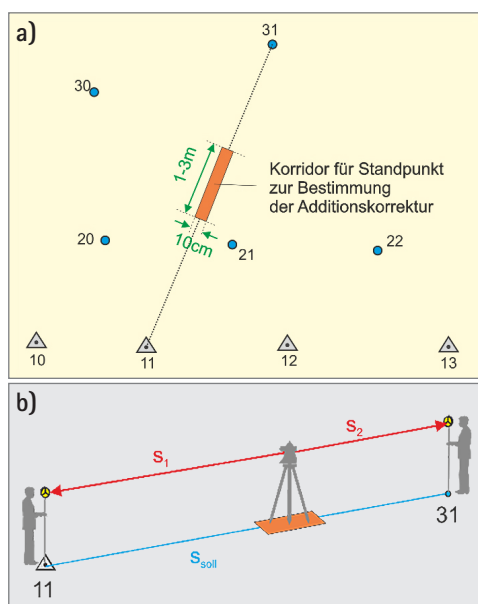 a)
31
30
1-3m
Korridor für Standpunkt
zur Bestimmung
der Additionskorrektur
10cm
20
21
22
10
11
12
13
b)
S1
S2
31
Ssoll
11